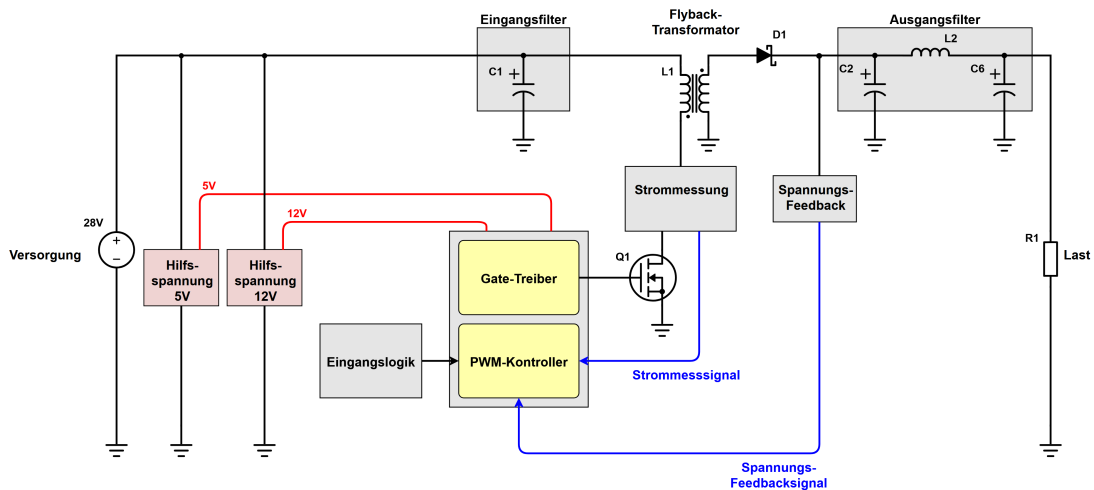 Eingangsfilter
Flyback-
Transformator
Ausgangsfilter
D1
L2
C1
L1
C2
C6
5V
Strommessung
Spannungs-
Feedback
12V
28V
Versorgung
Hilfs-
spannung
5V
Hilfs-
spannung
12V
Gate-Treiber
Q1
R1
Last
Eingangslogik
PWM-Kontroller
Strommesssignal
Spannungs-
Feedbacksignal